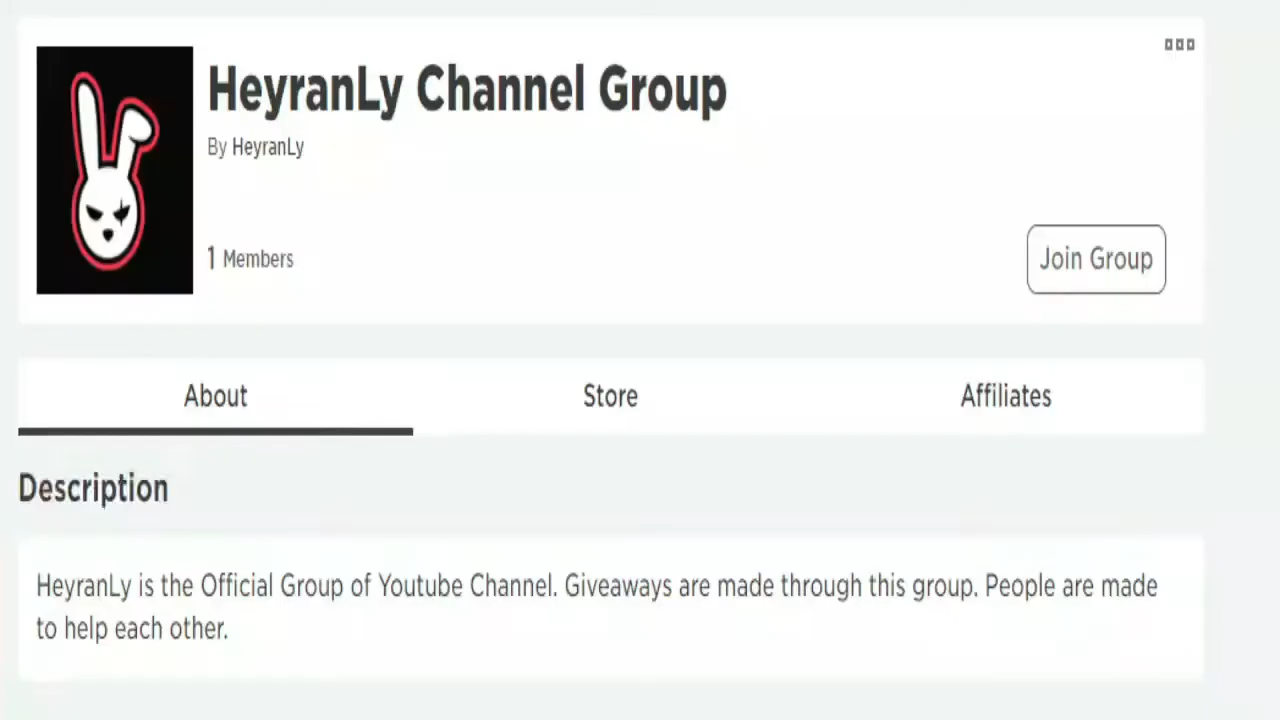 HeyranLy Channel Group
By HeyranLy
1 Members
Join Group
About
Store
Affiliates
Description
HeyranLy is the Official Group of Youtube Channel. Giveaways are made through this group. People are made
to help each other.